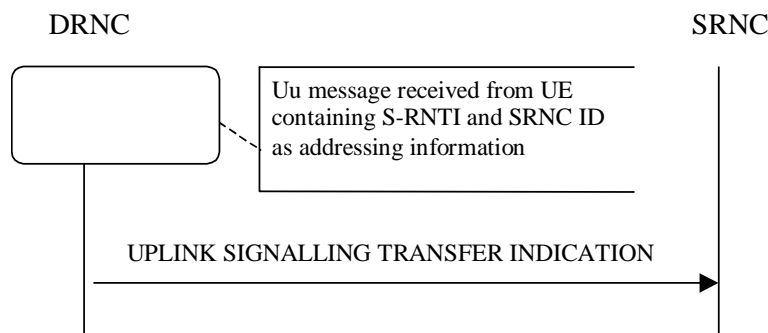 DRNC
SRNC
Uu message received from UE
containing S-RNTI and SRNC ID
as addressing information
UPLINK SIGNALLING TRANSFER INDICATION